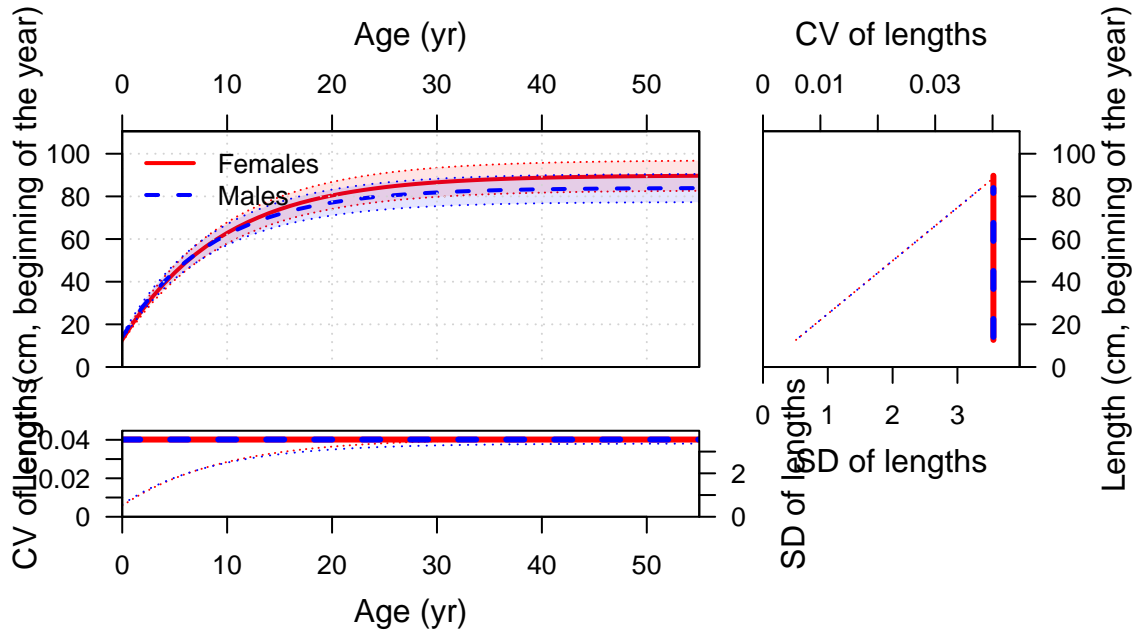 Age (yr)
CV of lengths
0 10 20 30 40 50
0 0.01 0.03
Length (cm, beginning of the year)
100
80
60
40
20
0
Females
Males
100
80
60
40
20
0
Length (cm, beginning of the year)
0 1 2 3
SD of lengths
CV of lengths
0.04
0.02
0
2
0
SD of lengths
0 10 20 30 40 50
Age (yr)